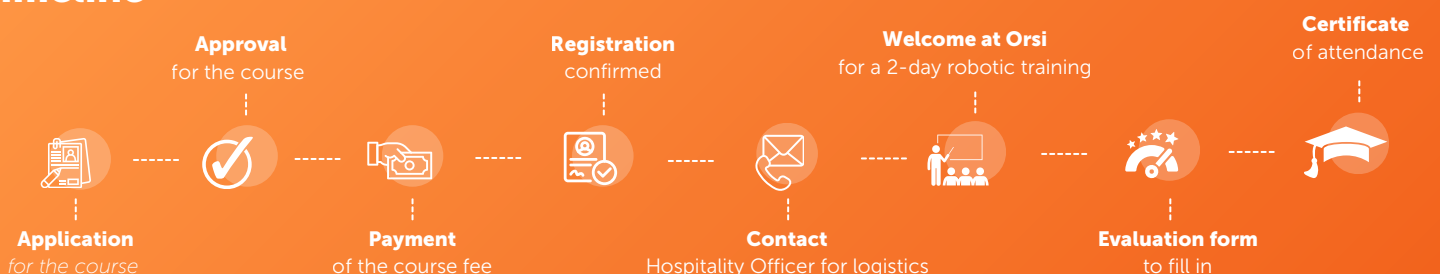 Application
for the course
Approval
for the course
Payment
of the course fee
Registration
confirmed
Contact
Hospitality Officer for logistics
Welcome at Orsi
for a 2-day robotic training
Evaluation form
to fill in
Certificate
of attendance